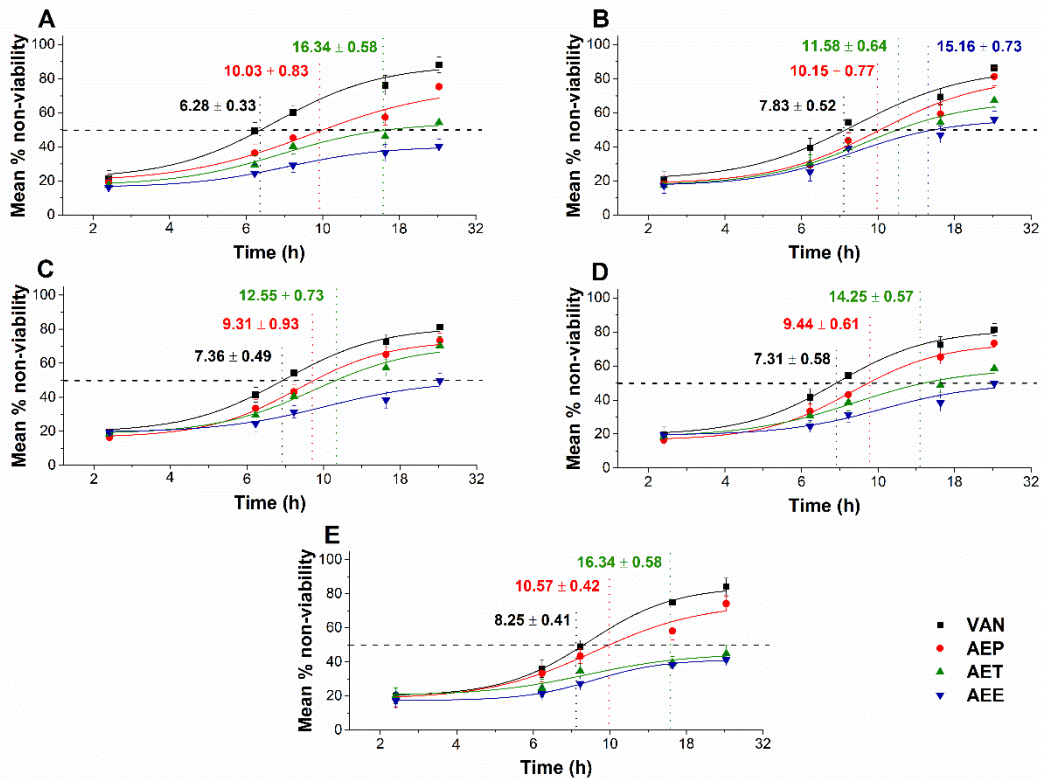 A
16.34 ± 0.58
10.03 ± 0.83
6.28 ± 0.33
Mean % non-viability
100
80
60
40
20
0
2 4 6 10 18 32
Time (h)
B
11.58 ± 0.64
15.16 ± 0.73
10.15 ± 0.77
7.83 ± 0.52
Mean % non-viability
100
80
60
40
20
0
2 4 6 10 18 32
Time (h)
C
12.55 ± 0.73
9.31 ± 0.93
7.36 ± 0.49
Mean % non-viability
100
80
60
40
20
0
2 4 6 10 18 32
Time (h)
D
14.25 ± 0.57
9.44 ± 0.61
7.31 ± 0.58
Mean % non-viability
100
80
60
40
20
0
2 4 6 10 18 32
Time (h)
E
16.34 ± 0.58
10.57 ± 0.42
8.25 ± 0.41
Mean % non-viability
100
80
60
40
20
0
2 4 6 10 18 32
Time (h)
VAN
AEP
AET
AEE